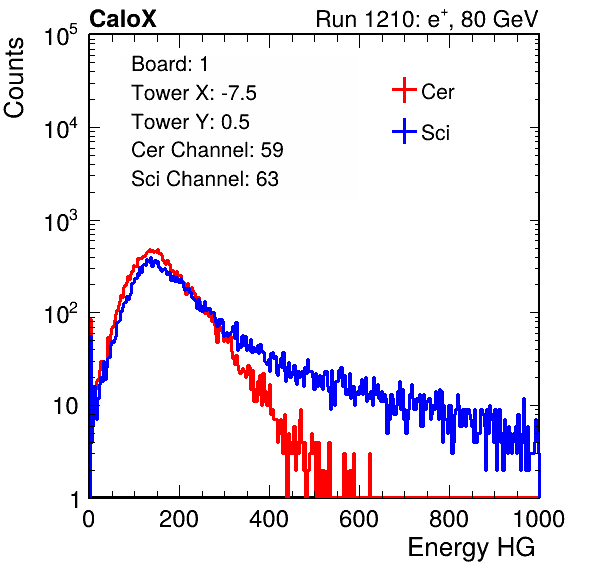 CaloX Run 1210: e⁺, 80 GeV
Counts
Board: 1
Tower X: -7.5
Tower Y: 0.5
Cer Channel: 59
Sci Channel: 63
Cer
Sci
10⁵
10⁴
10³
10²
10
1
0 200 400 600 800 1000
Energy HG